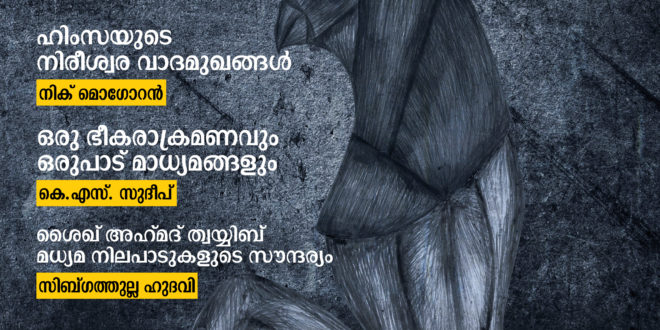 ഹിംസയുടെ
നിരീശ്വര വാദമുഖങ്ങൾ
നിക് മൊഗോറൻ
ഒരു ഭീകരാക്രമണവും
ഒരുപാട് മാധ്യമങ്ങളും
കെ.എസ്. സുദീപ്
ശൈഖ് അഹ്‌മദ് ത്വയ്യിബ്
മധ്യമ നിലപാടുകളുടെ സൗന്ദര്യം
സിബ്ഗത്തുല്ല ഹുദവി